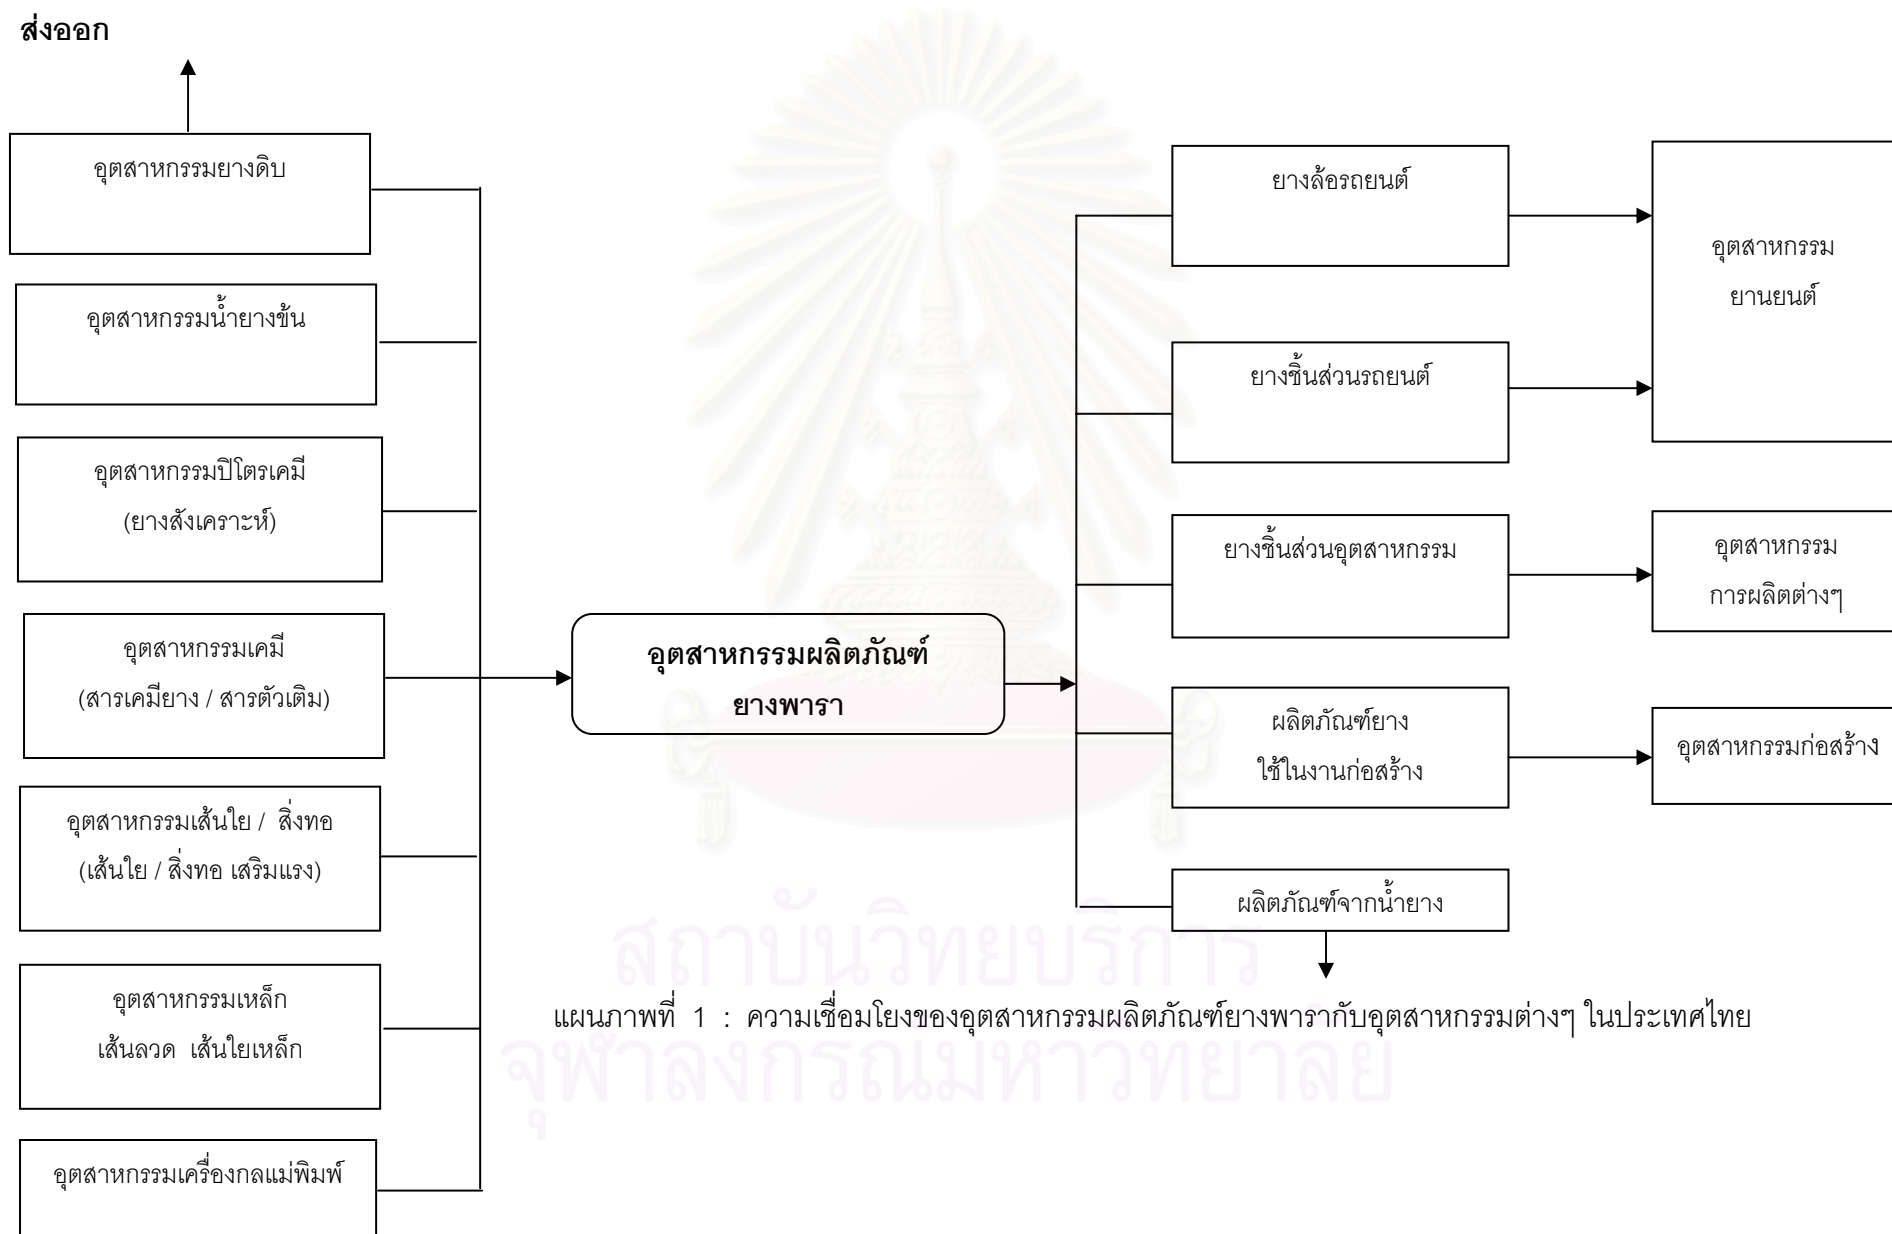 ส่งออก
อุตสาหกรรมยางดิบ
อุตสาหกรรมน้ำยางข้น
อุตสาหกรรมปิโตรเคมี
(ยางสังเคราะห์)
อุตสาหกรรมเคมี
(สารเคมียาง / สารตัวเติม)
อุตสาหกรรมเส้นใย / สิ่งทอ
(เส้นใย / สิ่งทอ เสริมแรง)
อุตสาหกรรมเหล็ก
เส้นลวด เส้นใยเหล็ก
อุตสาหกรรมเครื่องกลแม่พิมพ์
อุตสาหกรรมผลิตภัณฑ์
ยางพารา
ยางล้อรถยนต์
ยางชิ้นส่วนรถยนต์
ยางชิ้นส่วนอุตสาหกรรม
ผลิตภัณฑ์ยาง
ใช้ในงานก่อสร้าง
ผลิตภัณฑ์จากน้ำยาง
อุตสาหกรรม
ยานยนต์
อุตสาหกรรม
การผลิตต่างๆ
อุตสาหกรรมก่อสร้าง
สถาบันวิทยบริการ
แผนภาพที่ 1 : ความเชื่อมโยงของอุตสาหกรรมผลิตภัณฑ์ยางพารากับอุตสาหกรรมต่างๆ ในประเทศไทย
จุฬาลงกรณ์มหาวิทยาลัย